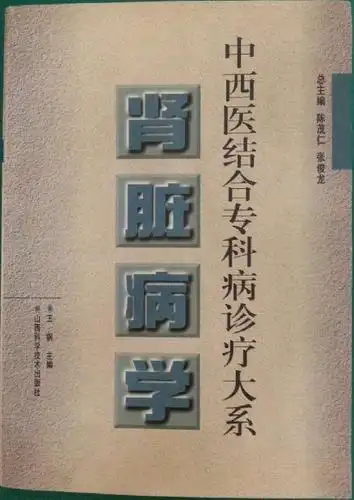 总主编 陈茂仁 张俊龙
中西医结合专科病诊疗大系
肾脏病学
※王 钢 主编
※山西科学技术出版社